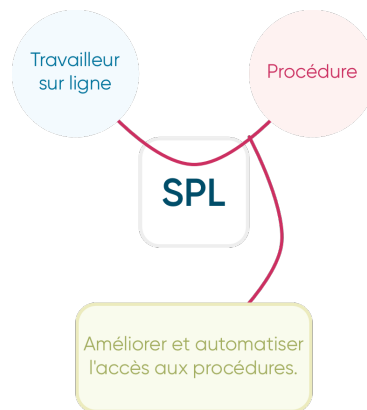 Travailleur
sur ligne
Procédure
SPL
Améliorer et automatiser
l'accès aux procédures.